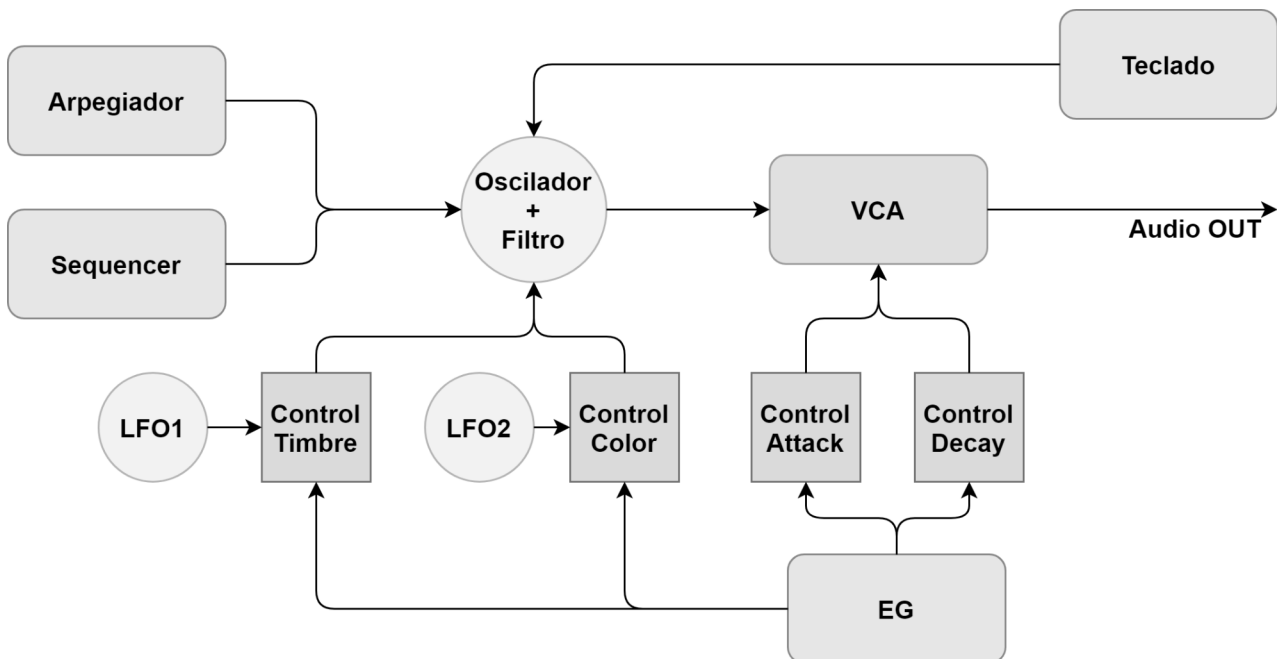 Teclado
Arpegiador
Oscilador
+
Filtro
VCA
Audio OUT
Sequencer
LFO1
Control
Timbre
LFO2
Control
Color
Control
Attack
Control
Decay
EG